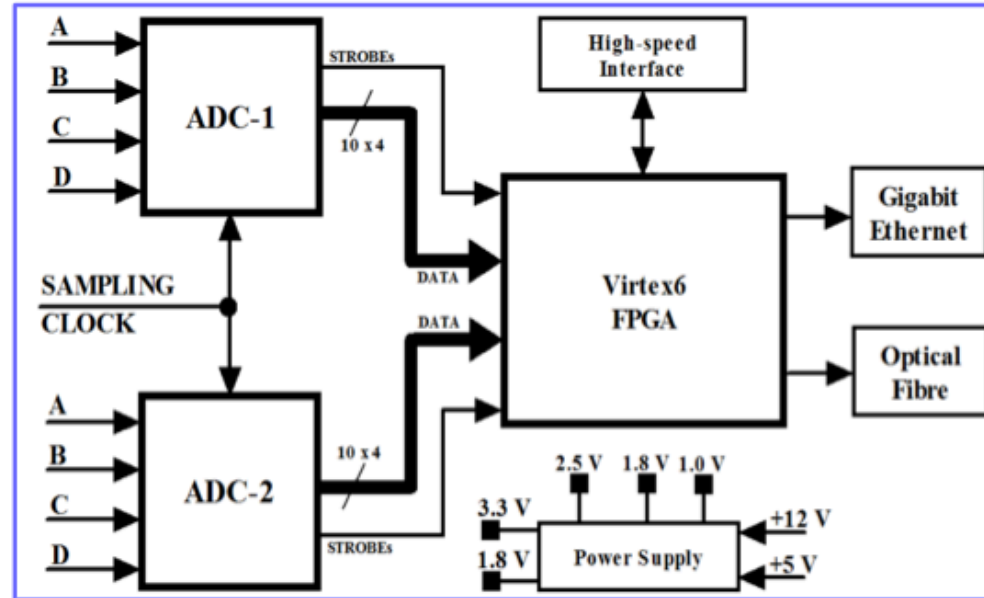 A
B
C
D
ADC-1
STROBEs
10 x 4
DATA
High-speed
Interface
Virtex6
FPGA
Gigabit
Ethernet
Optical
Fibre
SAMPLING
CLOCK
A
B
C
D
ADC-2
10 x 4
DATA
STROBEs
2.5 V
1.8 V
1.0 V
3.3 V
1.8 V
Power Supply
+12 V
+5 V